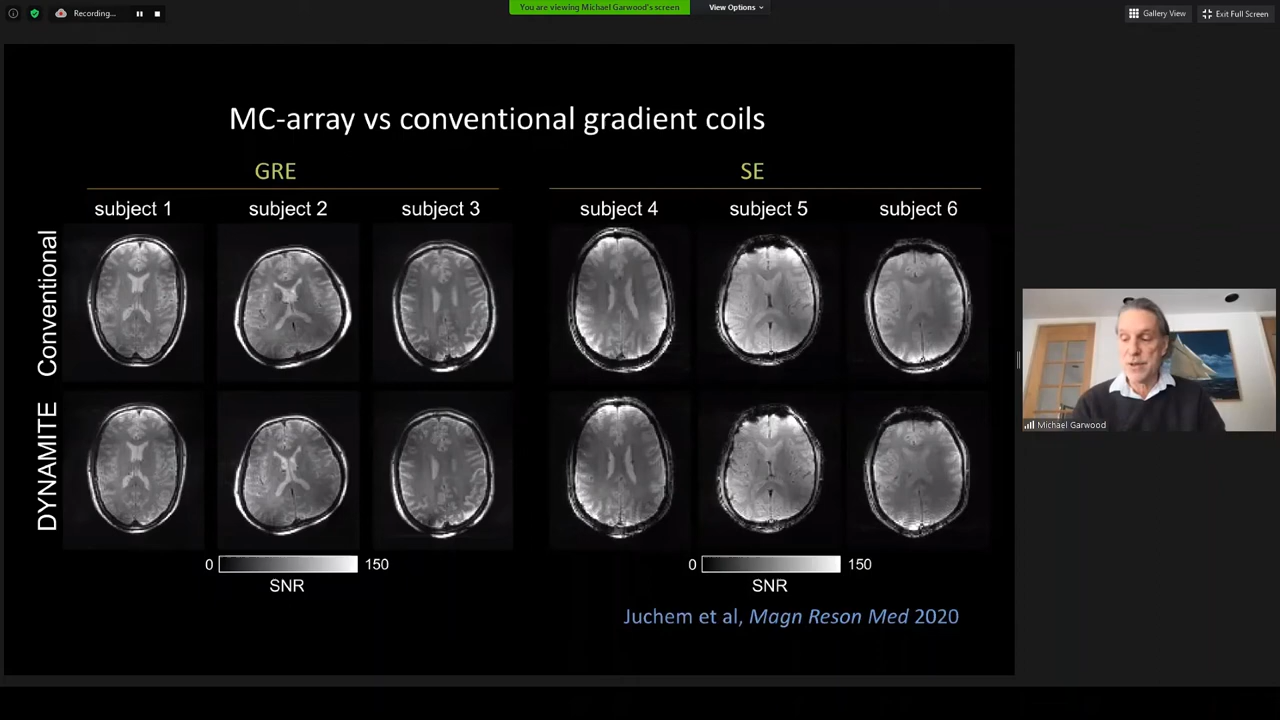 Recording...
You are viewing Michael Garwood's screen
View Options
Gallery View
Exit Full Screen
MC-array vs conventional gradient coils
GRE
SE
subject 1
subject 2
subject 3
subject 4
subject 5
subject 6
Conventional
DYNAMITE
0
150
SNR
0
150
SNR
Juchem et al, Magn Reson Med 2020
Michael Garwood